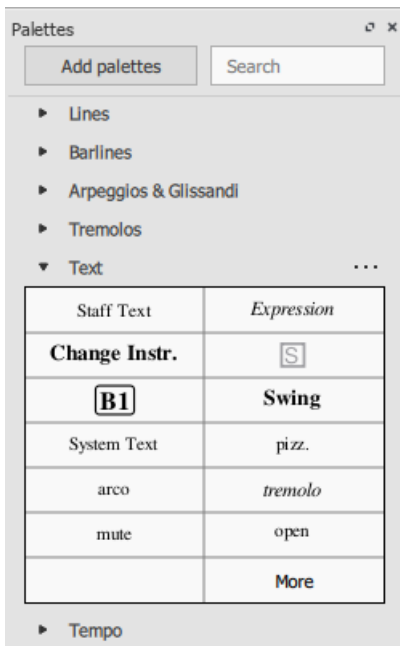 Palettes
Add palettes Search
Lines
Barlines
Arpeggios & Glissandi
Tremolos
Text ...
Staff Text Expression
Change Instr. S
B1 Swing
System Text pizz.
arco tremolo
mute open
More
Tempo